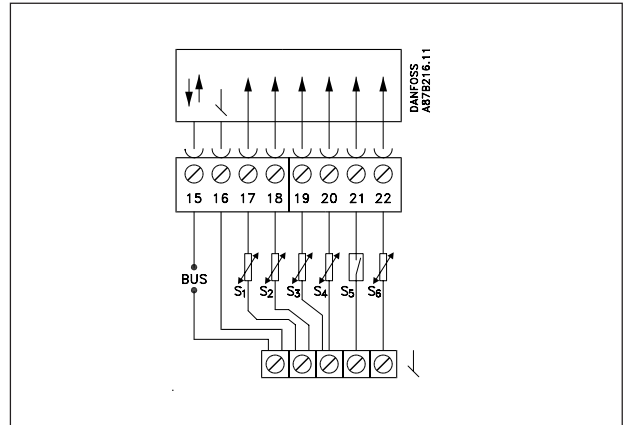 DANFOSS
A87B216.11
15 16 17 18 19 20 21 22
BUS
S1 S2 S3 S4 S5 S6